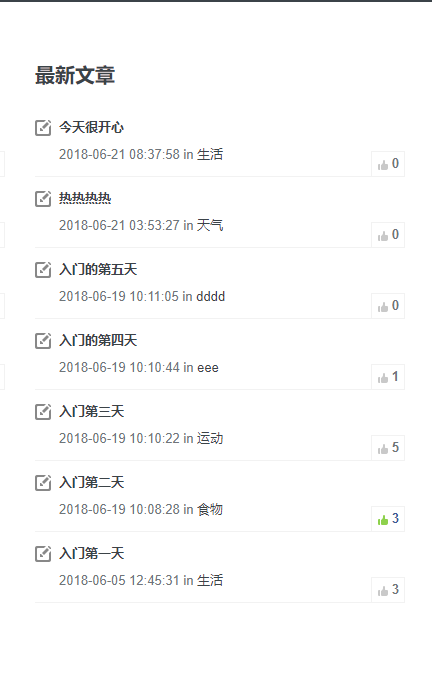 最新文章
今天很开心
2018-06-21 08:37:58 in 生活
0
热热热热
2018-06-21 03:53:27 in 天气
0
入门的第五天
2018-06-19 10:11:05 in dddd
0
入门的第四天
2018-06-19 10:10:44 in eee
1
入门第三天
2018-06-19 10:10:22 in 运动
5
入门第二天
2018-06-19 10:08:28 in 食物
3
入门第一天
2018-06-05 12:45:31 in 生活
3